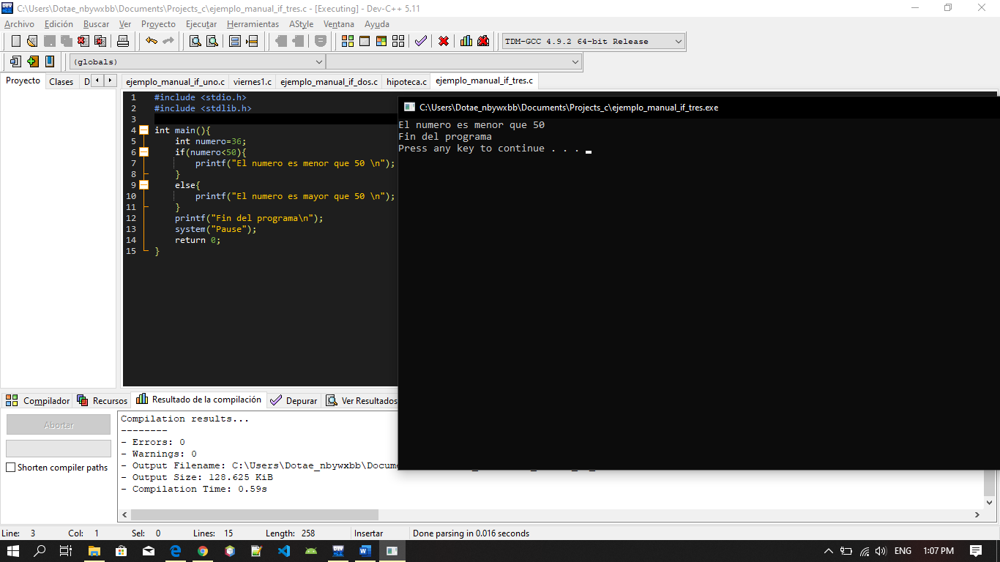 C:\Users\Dotae_nbywxbb\Documents\Projects_c\ejemplo_manual_if_tres.c - [Executing] - Dev-C++ 5.11
Archivo Edición Buscar Ver Proyecto Ejecutar Herramientas AStyle Ventana Ayuda
TDM-GCC 4.9.2 64-bit Release
(globals)
Proyecto Clases D
ejemplo_manual_if_uno.c viernes1.c ejemplo_manual_if_dos.c hipoteca.c ejemplo_manual_if_tres.c
1 #include <stdio.h>
2 #include <stdlib.h>
3
4 int main(){
5 int numero=36;
6 if(numero<50){
7 printf("El numero es menor que 50 \n");
8 }
9 else{
10 printf("El numero es mayor que 50 \n");
11 }
12 printf("Fin del programa\n");
13 system("Pause");
14 return 0;
15 }
C:\Users\Dotae_nbywxbb\Documents\Projects_c\ejemplo_manual_if_tres.exe
El numero es menor que 50
Fin del programa
Press any key to continue . . .
Compilador Recursos Resultado de la compilación Depurar Ver Resultados
Abortar
Shorten compiler paths
Compilation results...
--------
- Errors: 0
- Warnings: 0
- Output Filename: C:\Users\Dotae_nbywxbb\Docume
- Output Size: 128.625 KiB
- Compilation Time: 0.59s
Line: 3 Col: 1 Sel: 0 Lines: 15 Length: 258 Insertar Done parsing in 0.016 seconds
ENG 1:07 PM